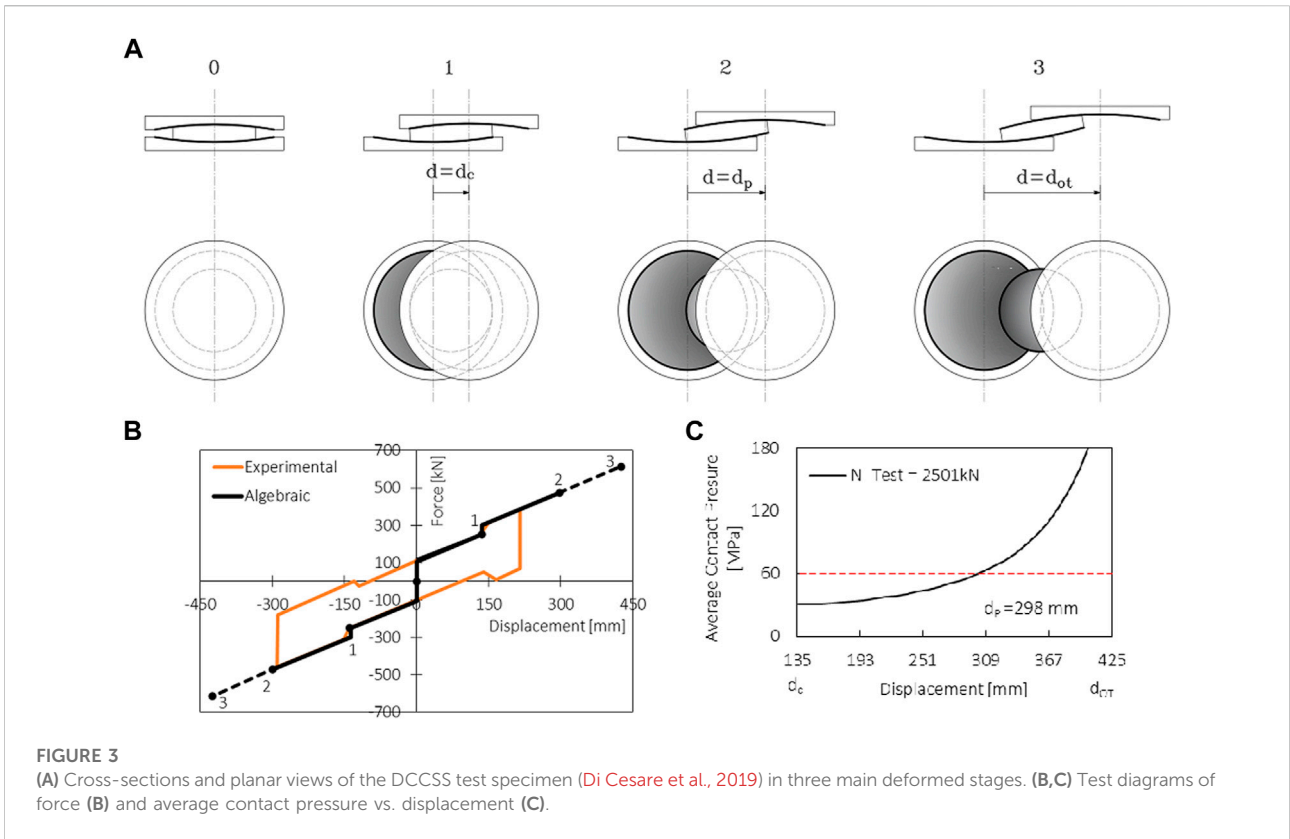 A
0
1
2
3
d=dc
d=dp
d=dot
B
C
700
500
300
100
-100
-300
-500
-700
-450
-300
-150
0
150
300
450
Force [kN]
Displacement [mm]
Experimental
Algebraic
1
2
3
1
2
3
180
120
60
0
Average Contact Presure
[MPa]
N Test = 2501kN
dP=298 mm
135
193
251
309
367
425
dc
Displacement [mm]
dOT
FIGURE 3
(A) Cross-sections and planar views of the DCCSS test specimen (Di Cesare et al., 2019) in three main deformed stages. (B,C) Test diagrams of
force (B) and average contact pressure vs. displacement (C).